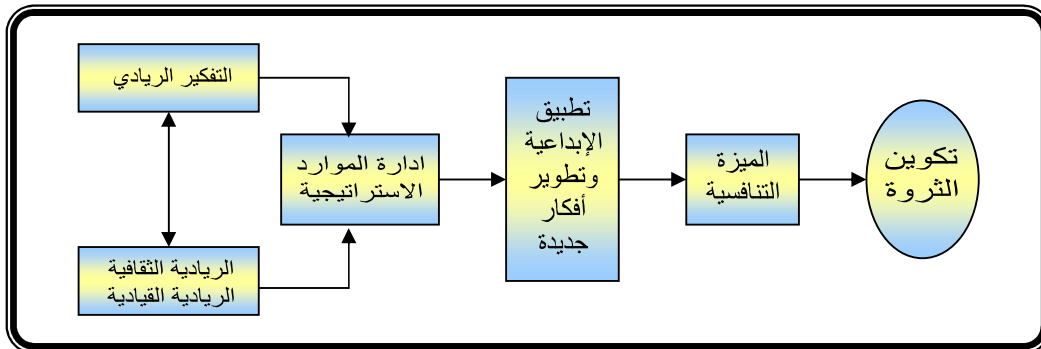 التفكير الريادي
الريادية الثقافية
الريادية القيادية
ادارة الموارد
الاستراتيجية
تطبيق
الإبداعية
وتطوير
أفكار
جديدة
الميزة
التنافسية
تكوين
الثروة